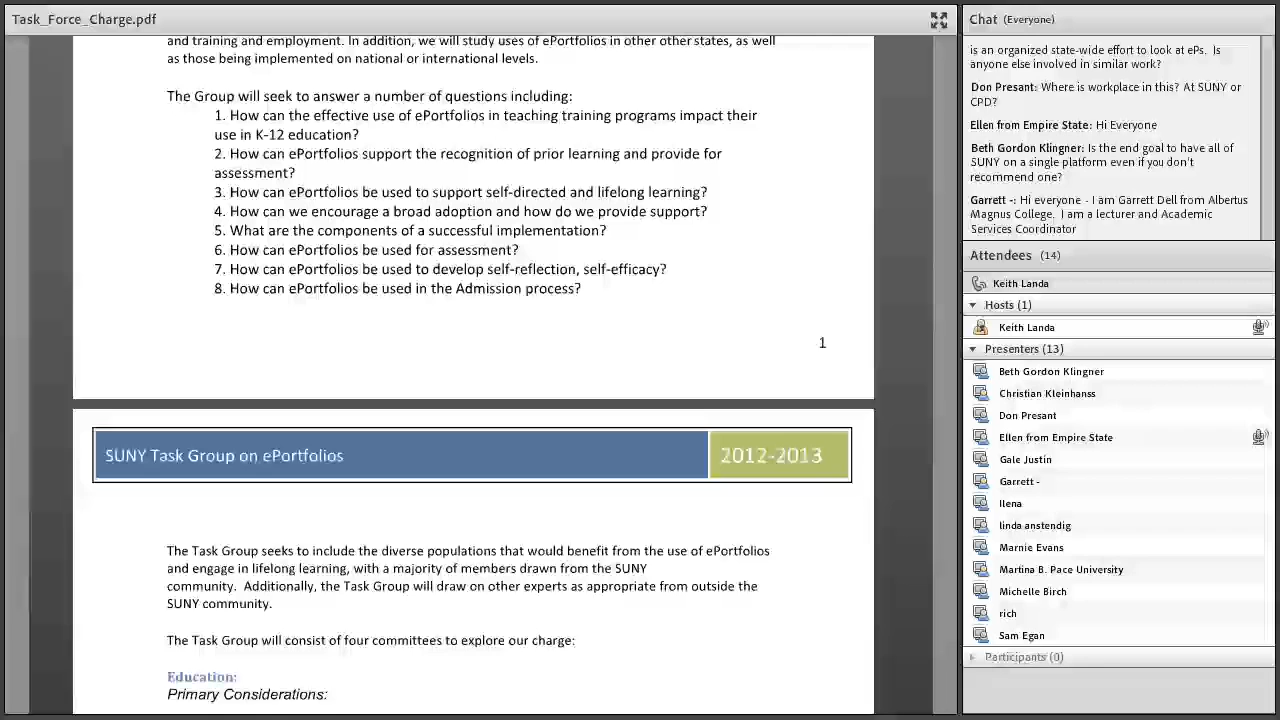 Task_Force_Charge.pdf
and training and employment. In addition, we will study uses of ePortfolios in other other states, as well
as those being implemented on national or international levels.
The Group will seek to answer a number of questions including:
1. How can the effective use of ePortfolios in teaching training programs impact their
use in K-12 education?
2. How can ePortfolios support the recognition of prior learning and provide for
assessment?
3. How can ePortfolios be used to support self-directed and lifelong learning?
4. How can we encourage a broad adoption and how do we provide support?
5. What are the components of a successful implementation?
6. How can ePortfolios be used for assessment?
7. How can ePortfolios be used to develop self-reflection, self-efficacy?
8. How can ePortfolios be used in the Admission process?
1
SUNY Task Group on ePortfolios
2012-2013
The Task Group seeks to include the diverse populations that would benefit from the use of ePortfolios
and engage in lifelong learning, with a majority of members drawn from the SUNY
community.  Additionally, the Task Group will draw on other experts as appropriate from outside the
SUNY community.
The Task Group will consist of four committees to explore our charge:
Education:
Primary Considerations:
Chat (Everyone)
is an organized state-wide effort to look at ePs.  Is
anyone else involved in similar work?
Don Presant: Where is workplace in this? At SUNY or
CPD?
Ellen from Empire State: Hi Everyone
Beth Gordon Klingner: Is the end goal to have all of
SUNY on a single platform even if you don't
recommend one?
Garrett -: Hi everyone - I am Garrett Dell from Albertus
Magnus College.  I am a lecturer and Academic
Services Coordinator
Attendees (14)
Keith Landa
Hosts (1)
Keith Landa
Presenters (13)
Beth Gordon Klingner
Christian Kleinhanss
Don Presant
Ellen from Empire State
Gale Justin
Garrett -
Ilena
linda anstendig
Marnie Evans
Martina B. Pace University
Michelle Birch
rich
Sam Egan
Participants (0)